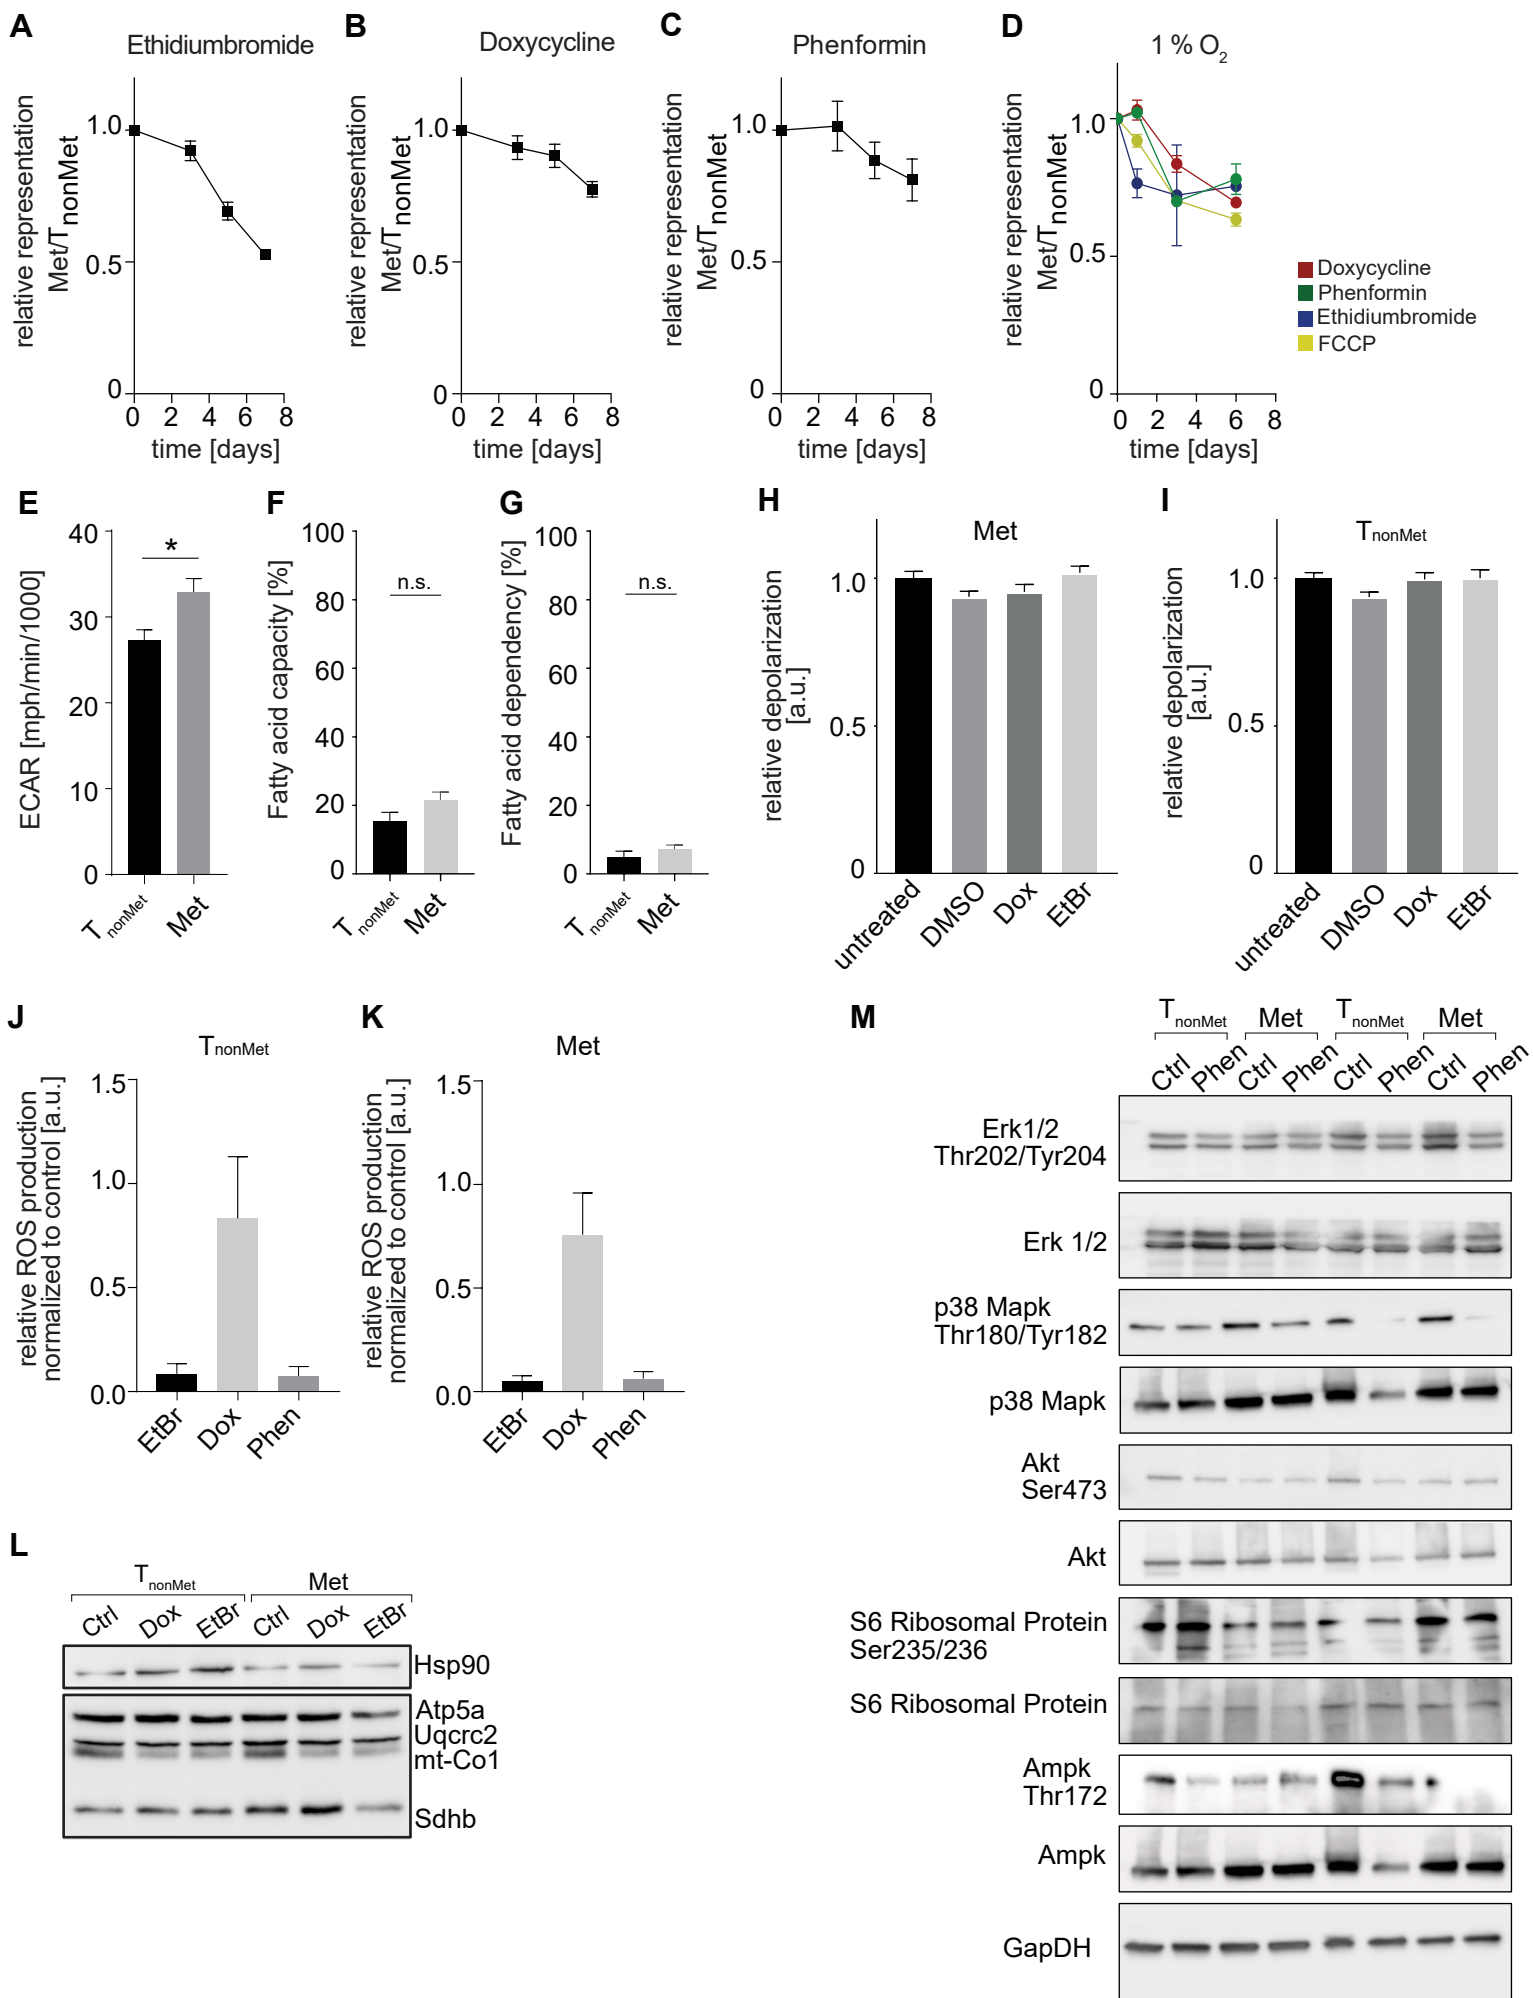 A
Ethidiumbromide
relative representation
Met/TnonMet
1.0
0.5
0
0 2 4 6 8
time [days]
B
Doxycycline
relative representation
Met/TnonMet
1.0
0.5
0
0 2 4 6 8
time [days]
C
Phenformin
relative representation
Met/TnonMet
1.0
0.5
0
0 2 4 6 8
time [days]
D
1 % O2
relative representation
Met/TnonMet
1.0
0.5
0
0 2 4 6 8
time [days]
Doxycycline
Phenformin
Ethidiumbromide
FCCP
E
ECAR [mph/min/1000]
40
30
20
10
0
*
TnonMet
Met
F
Fatty acid capacity [%]
100
80
60
40
20
0
n.s.
TnonMet
Met
G
Fatty acid dependency [%]
100
80
60
40
20
0
n.s.
TnonMet
Met
H
Met
relative depolarization
[a.u.]
1.0
0.5
0
untreated
DMSO
Dox
EtBr
I
TnonMet
relative depolarization
[a.u.]
1.0
0.5
0
untreated
DMSO
Dox
EtBr
J
TnonMet
relative ROS production
normalized to control [a.u.]
1.5
1.0
0.5
0.0
EtBr
Dox
Phen
K
Met
relative ROS production
normalized to control [a.u.]
1.5
1.0
0.5
0.0
EtBr
Dox
Phen
L
TnonMet Met
Ctrl Dox EtBr Ctrl Dox EtBr
Hsp90
Atp5a
Uqcrc2
mt-Co1
Sdhb
M
TnonMet Met TnonMet Met
Ctrl Phen Ctrl Phen Ctrl Phen Ctrl Phen
Erk1/2
Thr202/Tyr204
Erk 1/2
p38 Mapk
Thr180/Tyr182
p38 Mapk
Akt
Ser473
Akt
S6 Ribosomal Protein
Ser235/236
S6 Ribosomal Protein
Ampk
Thr172
Ampk
GapDH